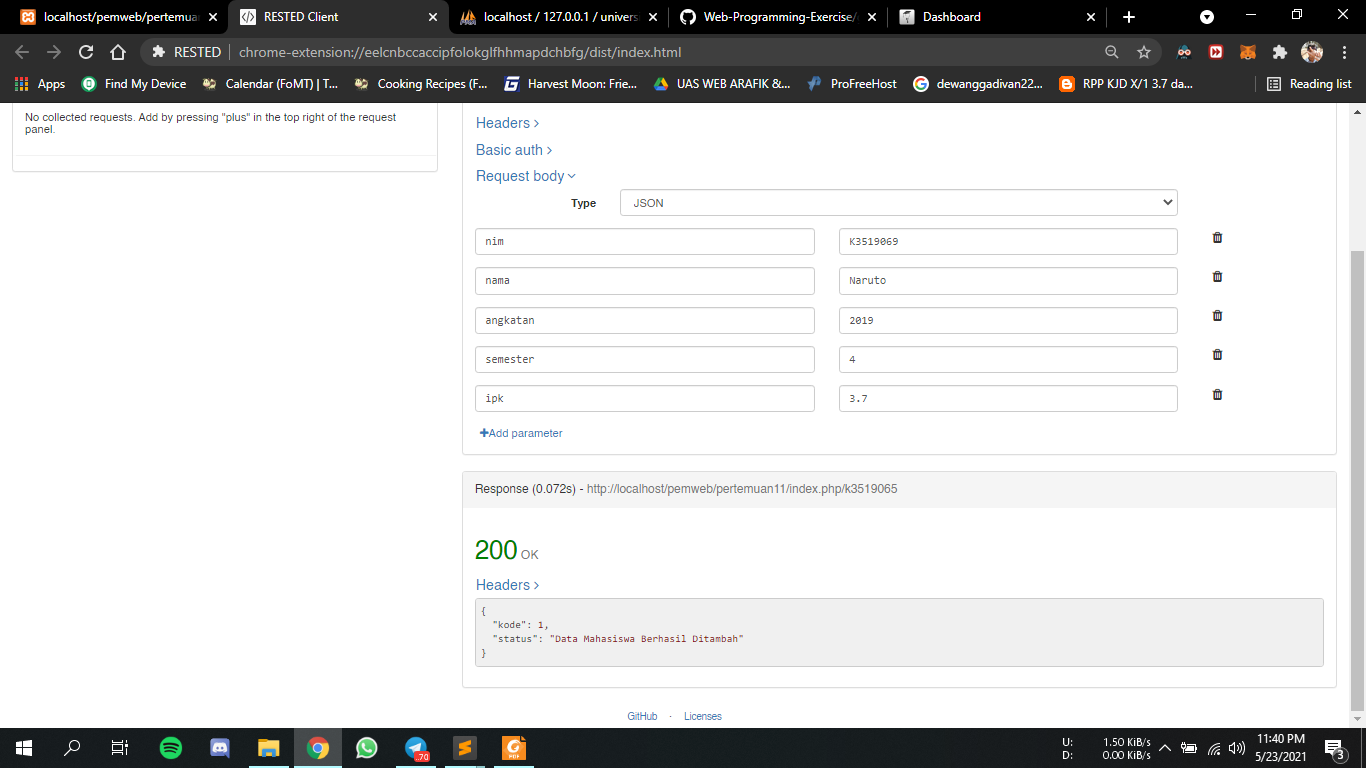 localhost/pemweb/pertemuan
RESTED Client
localhost / 127.0.0.1 / univers
Web-Programming-Exercise/
Dashboard
RESTED
chrome-extension://eelcnbccaccipfolokglfhhmapdchbfg/dist/index.html
Apps
Find My Device
Calendar (FoMT) | T...
Cooking Recipes (F...
Harvest Moon: Frie...
UAS WEB ARAFIK &...
ProFreeHost
dewanggadivan22...
RPP KJD X/1 3.7 da...
Reading list
No collected requests. Add by pressing "plus" in the top right of the request
panel.
Headers
Basic auth
Request body
Type JSON
nim K3519069
nama Naruto
angkatan 2019
semester 4
ipk 3.7
Add parameter
Response (0.072s) - http://localhost/pemweb/pertemuan11/index.php/k3519065
200 OK
Headers
{
"kode": 1,
"status": "Data Mahasiswa Berhasil Ditambah"
}
GitHub · Licenses
70
PDF
U: 1.50 KiB/s
D: 0.00 KiB/s
11:40 PM
5/23/2021
3